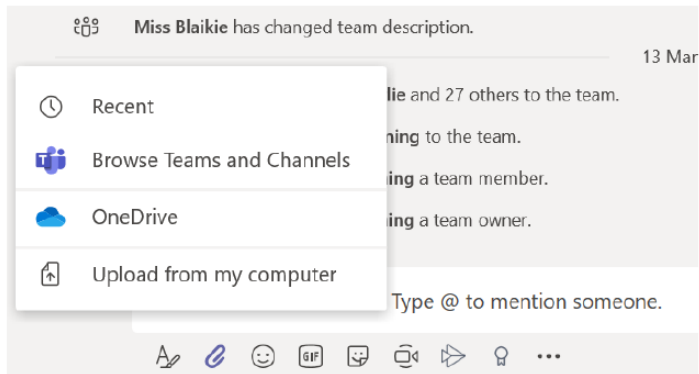 Miss Blaikie has changed team description.
13 Mar
lie and 27 others to the team.
ning to the team.
ing a team member.
ing a team owner.
Recent
Browse Teams and Channels
OneDrive
Upload from my computer
Type @ to mention someone.
GIF